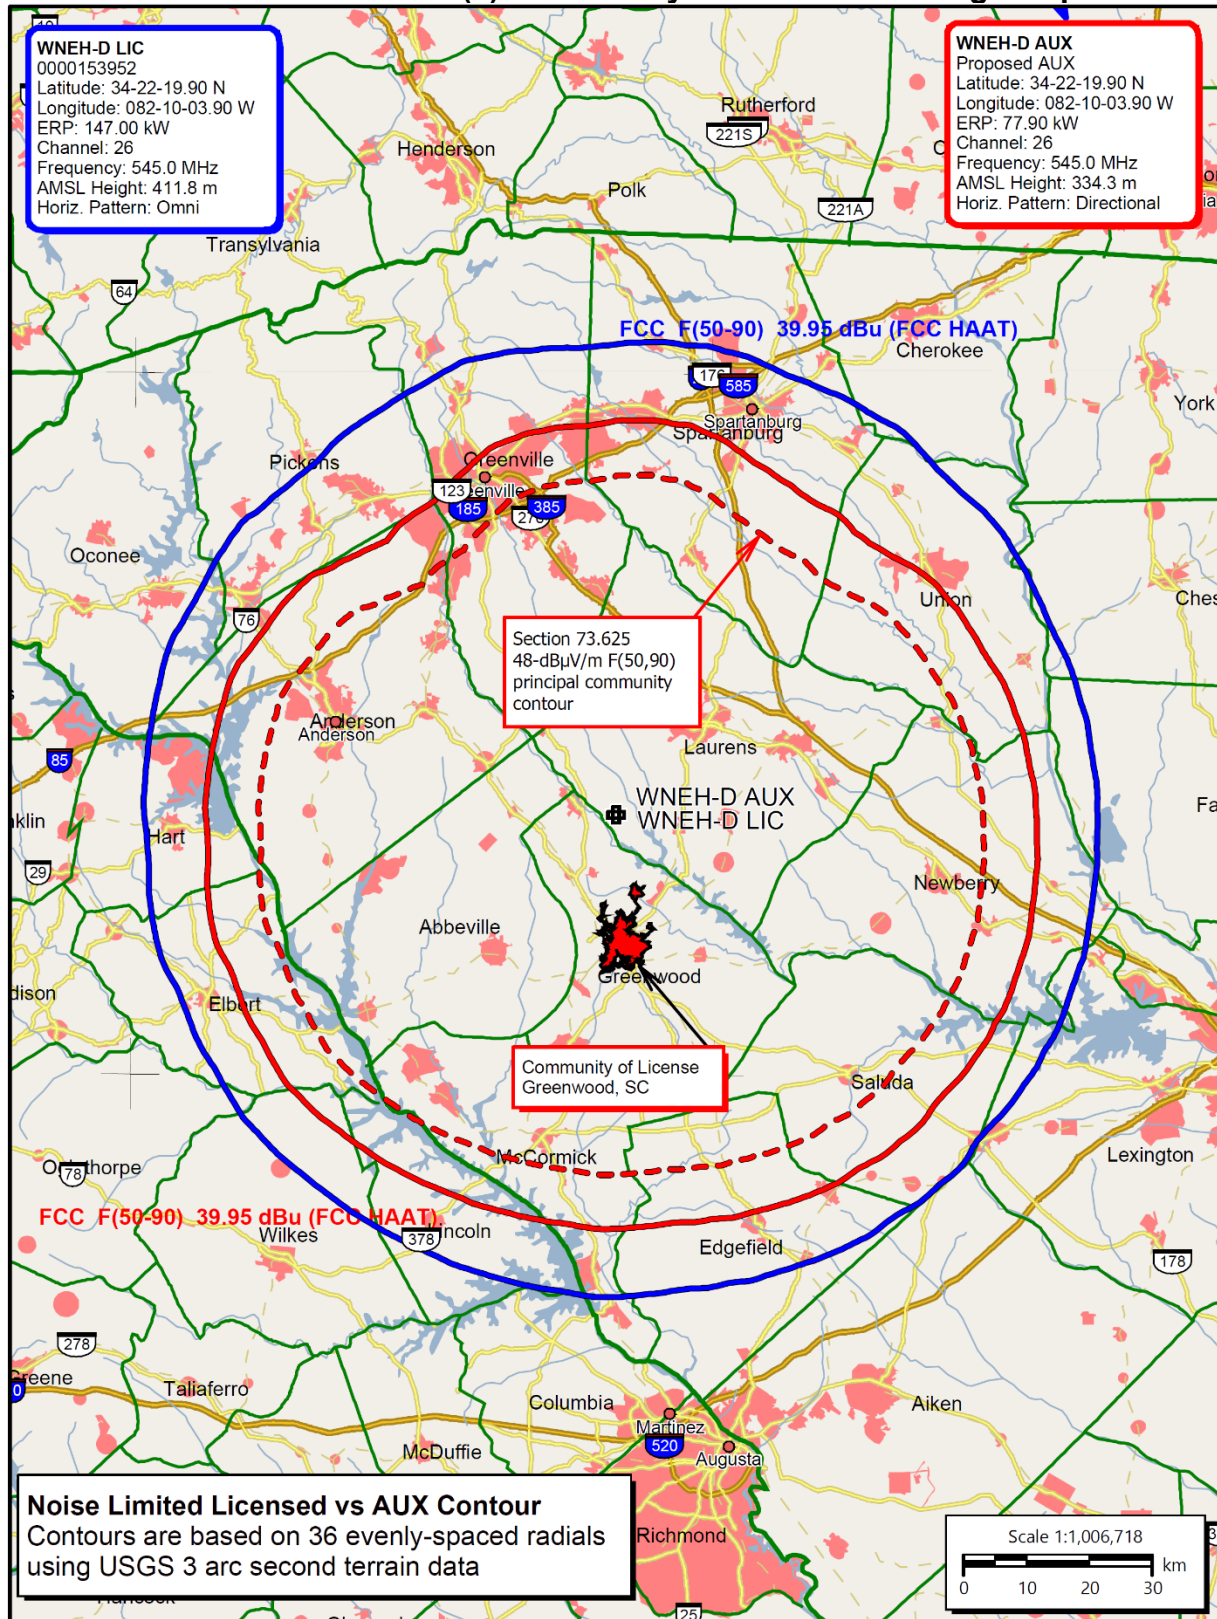 WNEH-D LIC
0000153952
Latitude: 34-22-19.90 N
Longitude: 082-10-03.90 W
ERP: 147.00 kW
Channel: 26
Frequency: 545.0 MHz
AMSL Height: 411.8 m
Horiz. Pattern: Omni
WNEH-D AUX
Proposed AUX
Latitude: 34-22-19.90 N
Longitude: 082-10-03.90 W
ERP: 77.90 kW
Channel: 26
Frequency: 545.0 MHz
AMSL Height: 334.3 m
Horiz. Pattern: Directional
Rutherford
221S
Henderson
Polk
221A
Transylvania
64
FCC F(50-90) 39.95 dBu (FCC HAAT)
Cherokee
176
585
York
Spartanburg
Spartanburg
Pickens
Greenville
123
185
385
276
Oconee
Union
Ches
76
Section 73.625
48-dBµV/m F(50,90)
principal community
contour
Anderson
Anderson
Laurens
85
WNEH-D AUX
WNEH-D LIC
Fa
klin
Hart
29
Newberry
Abbeville
Greenwood
dison
Elbert
Community of License
Greenwood, SC
Saluda
McCormick
Lexington
78
FCC F(50-90) 39.95 dBu (FCC HAAT)
Wilkes
378
Edgefield
178
278
Greene
Taliaferro
Columbia
Aiken
Martinez
520
Augusta
McDuffie
Noise Limited Licensed vs AUX Contour
Contours are based on 36 evenly-spaced radials
using USGS 3 arc second terrain data
Richmond
Scale 1:1,006,718
km
0 10 20 30
25